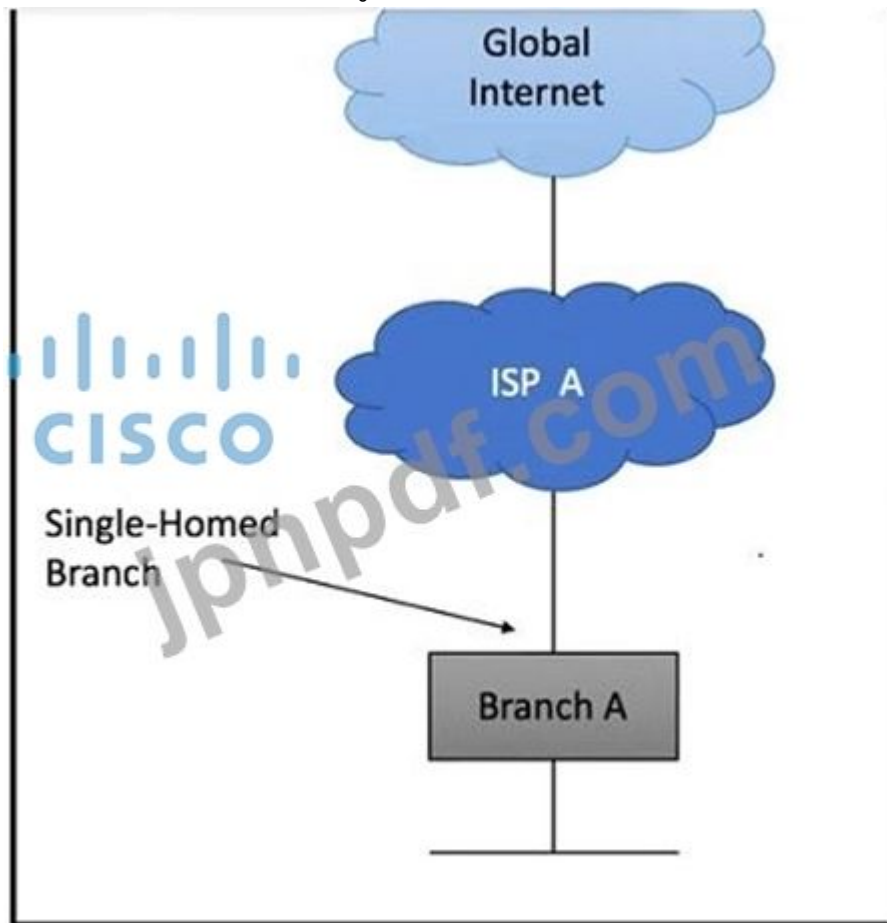 Global
Internet
ISP A
CISCO
Single-Homed
Branch
jpnpdf.com
Branch A